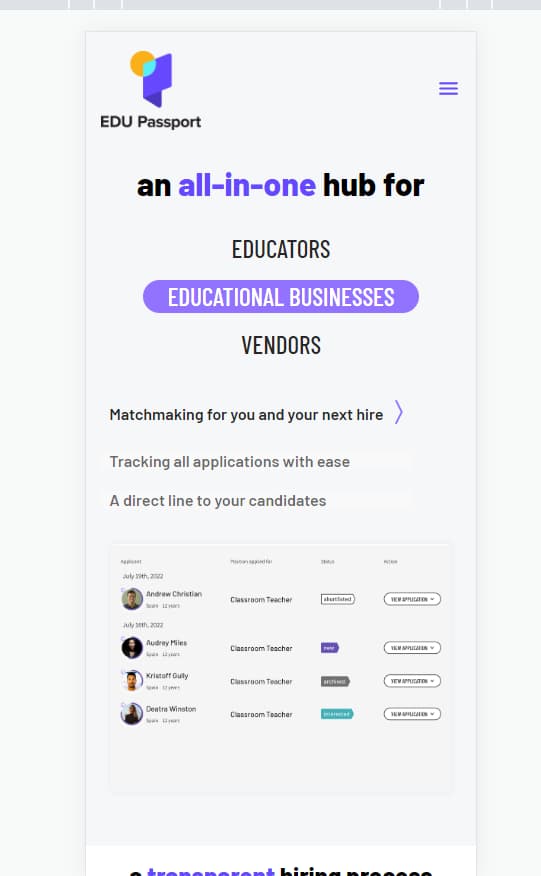 EDU Passport
an all-in-one hub for
EDUCATORS
EDUCATIONAL BUSINESSES
VENDORS
Matchmaking for you and your next hire
Tracking all applications with ease
A direct line to your candidates
Applicant Position applied for Status Action
July 19th, 2022
Andrew Christian
Spain 12 years
Classroom Teacher shortlisted VIEW APPLICATION
July 18th, 2022
Audrey Miles
Spain 12 years
Classroom Teacher new VIEW APPLICATION
Kristoff Gully
Spain 12 years
Classroom Teacher archived VIEW APPLICATION
Deatra Winston
Spain 12 years
Classroom Teacher interested VIEW APPLICATION
a transparent hiring process